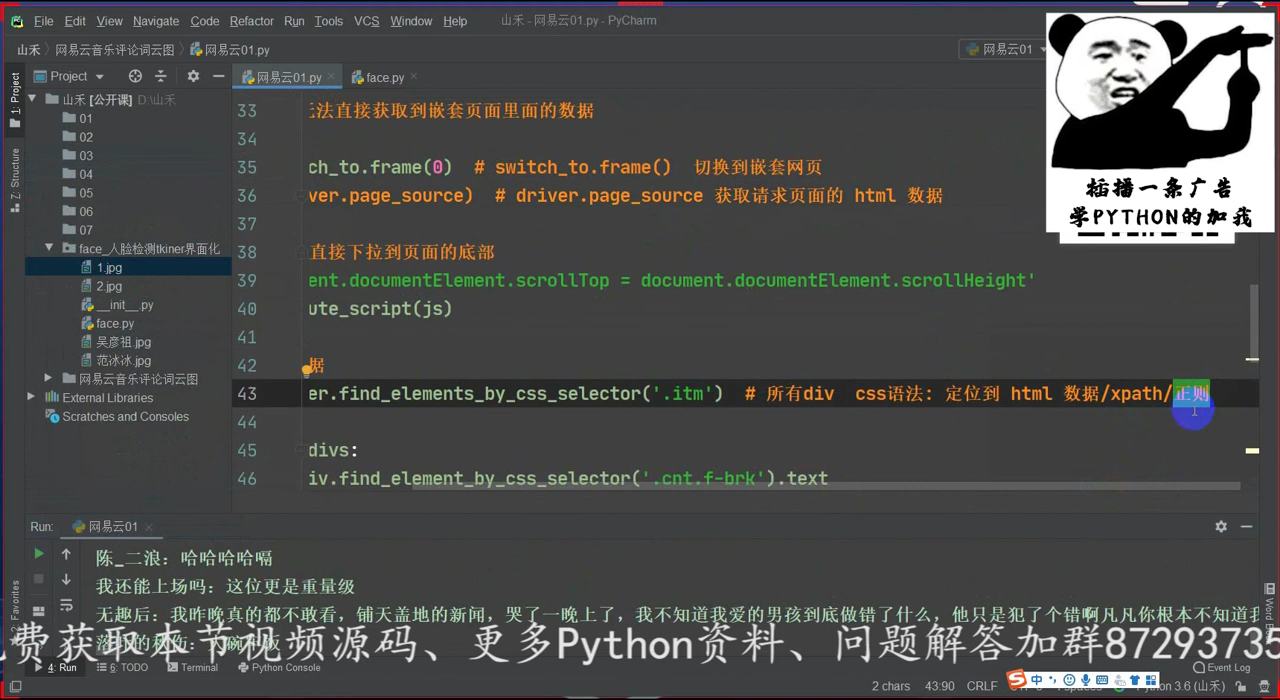 File Edit View Navigate Code Refactor Run Tools VCS Window Help 山禾 - 网易云01.py - PyCharm
山禾 网易云音乐评论词云图 网易云01.py 网易云01
Project 网易云01.py face.py
1: Project
Z: Structure
山禾 [公开课] D:\山禾
01
02
03
04
05
06
07
face_人脸检测tkiner界面化
1.jpg
2.jpg
__init__.py
face.py
吴彦祖.jpg
范冰冰.jpg
网易云音乐评论词云图
External Libraries
Scratches and Consoles
33 法直接获取到嵌套页面里面的数据
34
35 ch_to.frame(0) # switch_to.frame() 切换到嵌套网页
36 ver.page_source) # driver.page_source 获取请求页面的 html 数据
37
38 直接下拉到页面的底部
39 ent.documentElement.scrollTop = document.documentElement.scrollHeight'
40 ute_script(js)
41
42 据
43 er.find_elements_by_css_selector('.itm') # 所有div css语法: 定位到 html 数据/xpath/正则
44
45 divs:
46 iv.find_element_by_css_selector('.cnt.f-brk').text
插播一条广告
学PYTHON的加我
Run: 网易云01
陈_二浪: 哈哈哈哈嗝
我还能上场吗: 这位更是重量级
无趣后: 我昨晚真的都不敢看, 铺天盖地的新闻, 哭了一晚上了, 我不知道我爱的男孩到底做错了什么, 他只是犯了个错啊凡凡你根本不知道我
费获取本节视频源码、更多Python资料、问题解答加群87293735
Favorites
4: Run 6: TODO Terminal Python Console Event Log
2 chars 43:90 CRLF Python 3.6 (山禾)
中